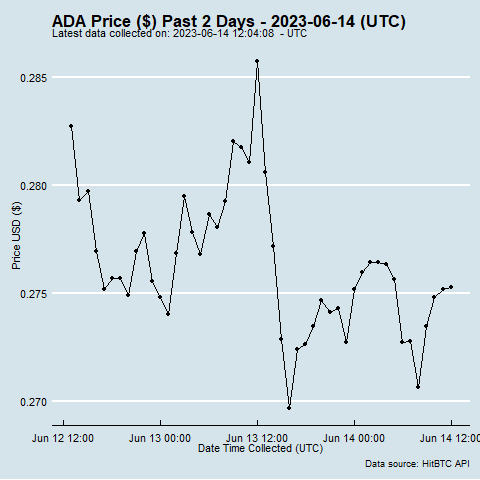 ADA Price ($) Past 2 Days - 2023-06-14 (UTC)
Latest data collected on: 2023-06-14 12:04:08 - UTC
0.285
0.280
0.275
0.270
Price USD ($)
Jun 12 12:00 Jun 13 00:00 Jun 13 12:00 Jun 14 00:00 Jun 14 12:00
Date Time Collected (UTC)
Data source: HitBTC API